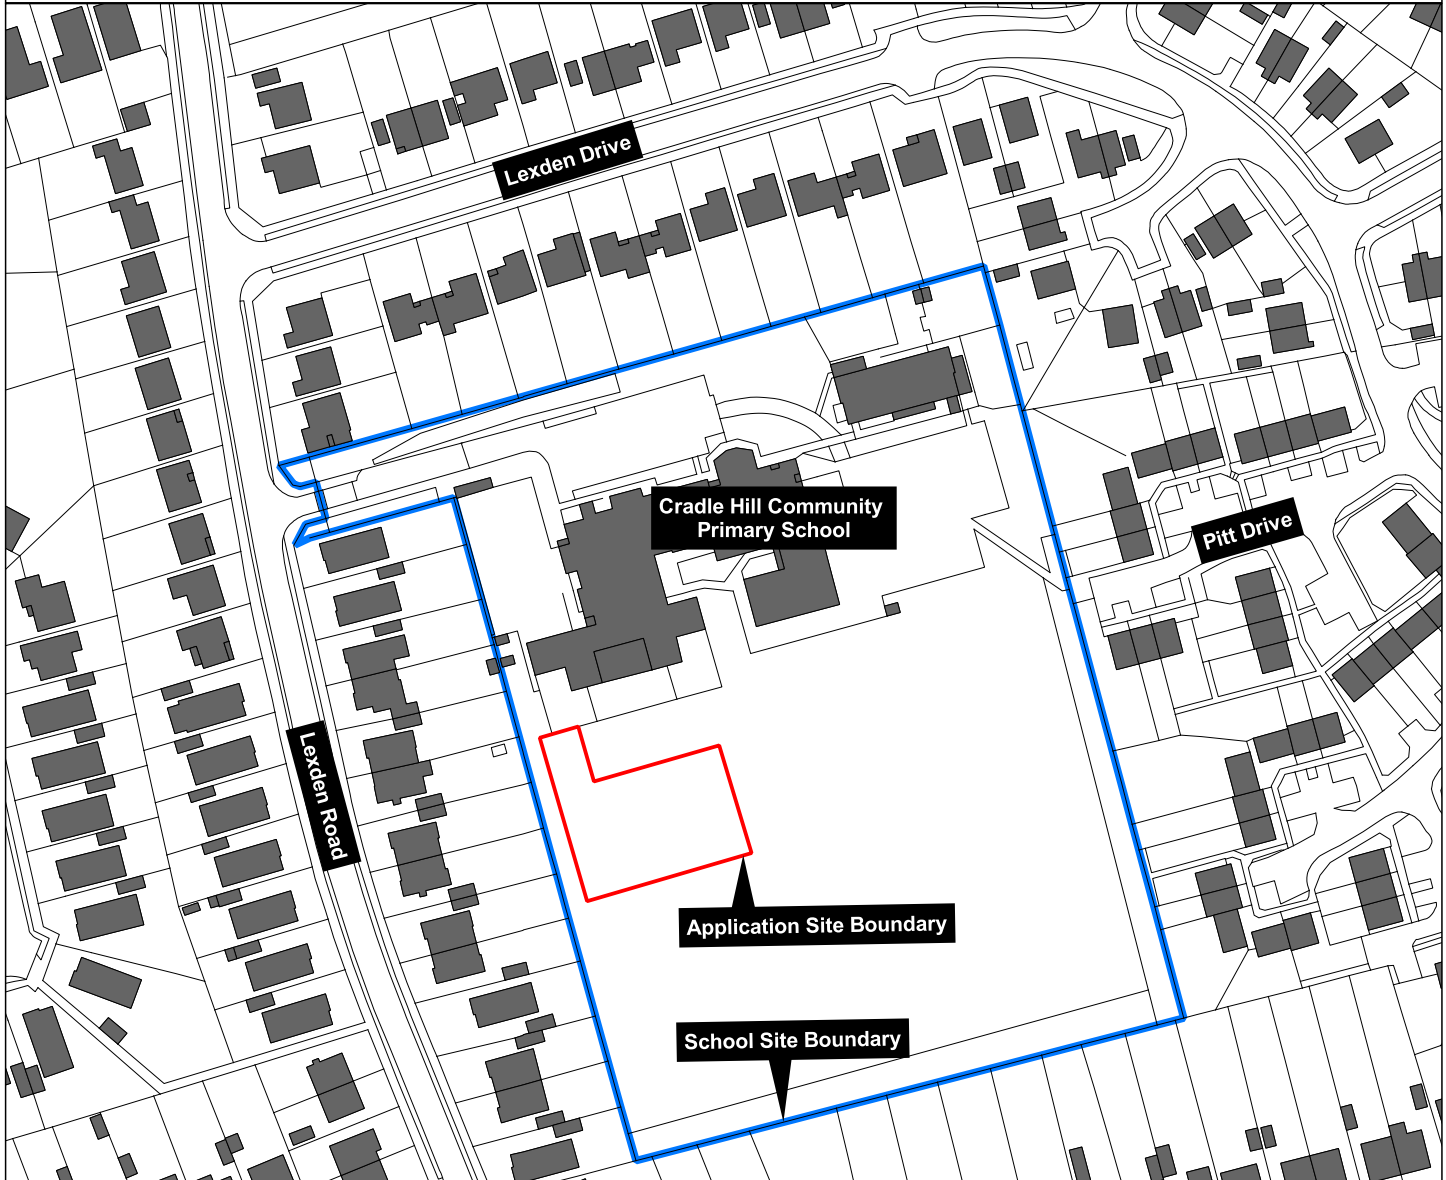 Lexden Drive
Cradle Hill Community
Primary School
Pitt Drive
Lexden Road
Application Site Boundary
School Site Boundary